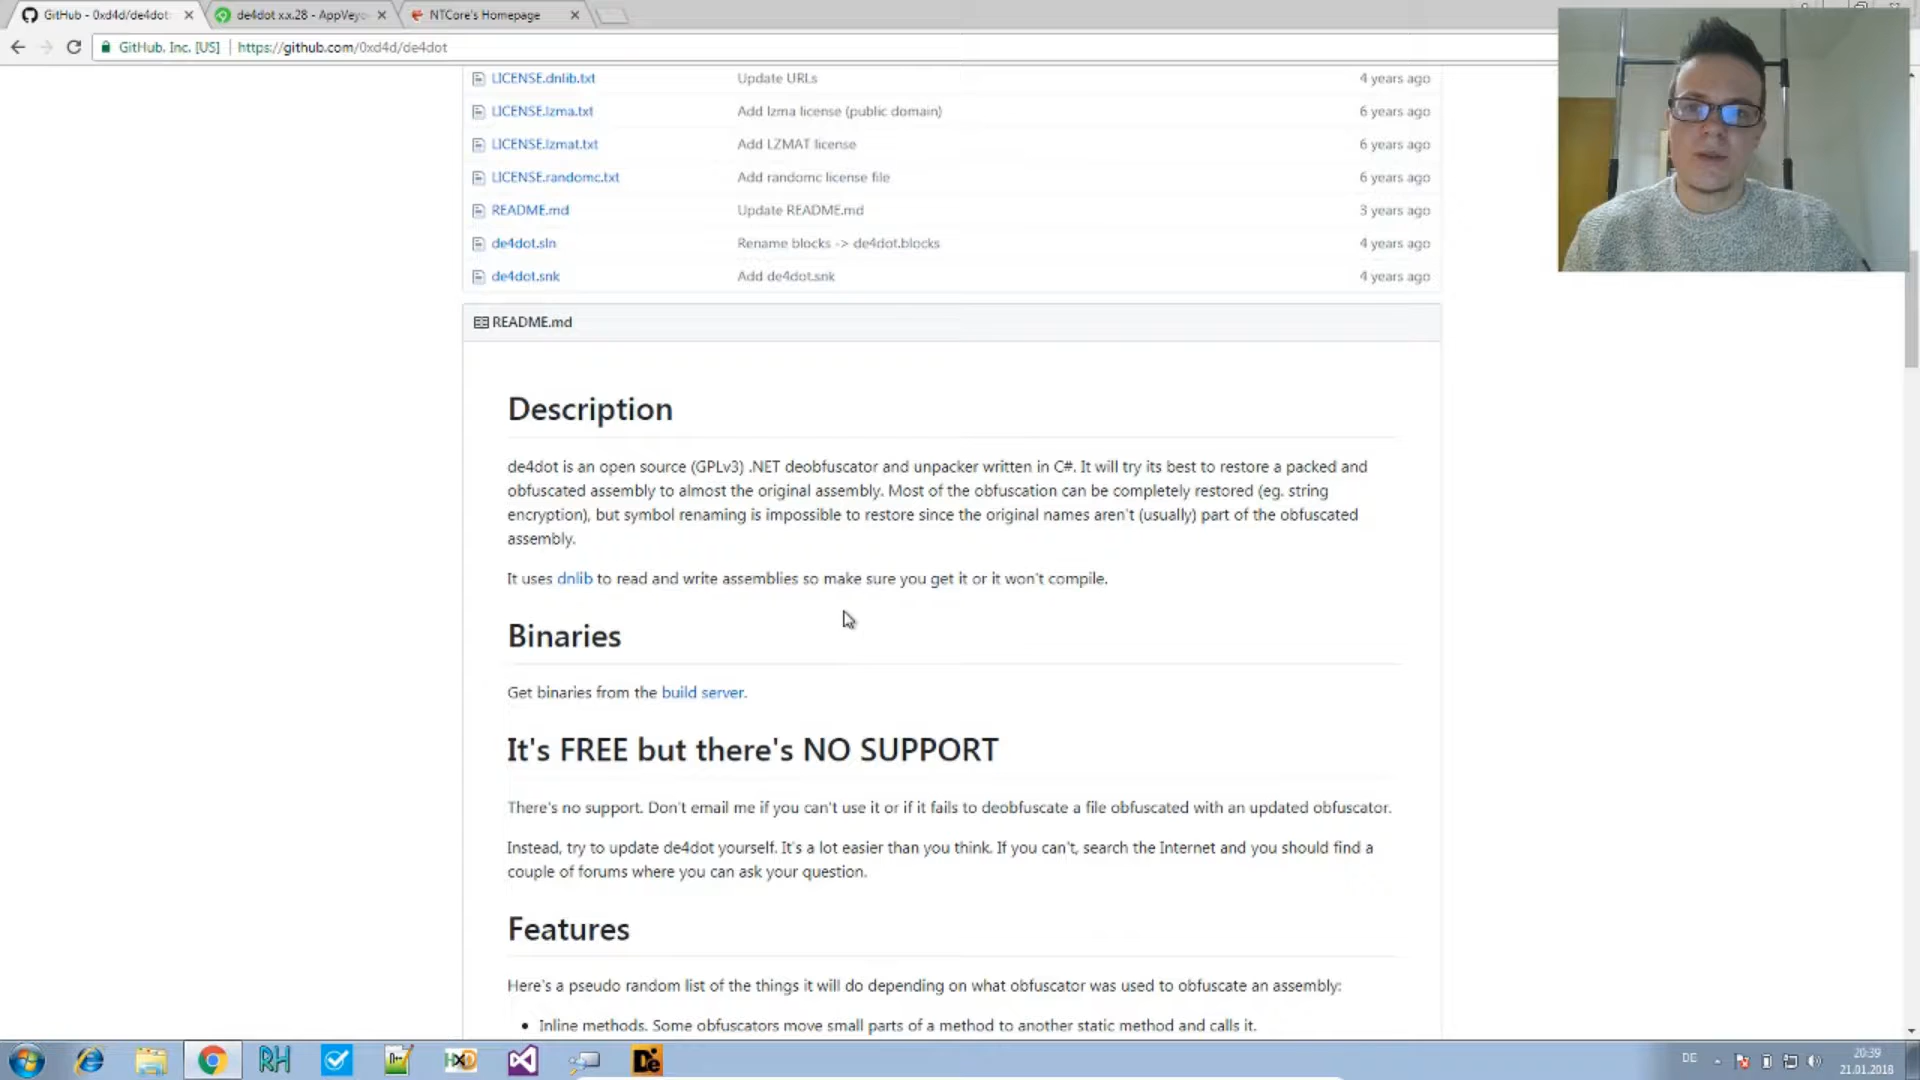 GitHub - 0xd4d/de4dot:
de4dot x.x.28 - AppVeyo
NTCore's Homepage
GitHub, Inc. [US] https://github.com/0xd4d/de4dot
LICENSE.dnlib.txt Update URLs 4 years ago
LICENSE.lzma.txt Add lzma license (public domain) 6 years ago
LICENSE.lzmat.txt Add LZMAT license 6 years ago
LICENSE.randomc.txt Add randomc license file 6 years ago
README.md Update README.md 3 years ago
de4dot.sln Rename blocks -> de4dot.blocks 4 years ago
de4dot.snk Add de4dot.snk 4 years ago
README.md
Description
de4dot is an open source (GPLv3) .NET deobfuscator and unpacker written in C#. It will try its best to restore a packed and
obfuscated assembly to almost the original assembly. Most of the obfuscation can be completely restored (eg. string
encryption), but symbol renaming is impossible to restore since the original names aren't (usually) part of the obfuscated
assembly.
It uses dnlib to read and write assemblies so make sure you get it or it won't compile.
Binaries
Get binaries from the build server.
It's FREE but there's NO SUPPORT
There's no support. Don't email me if you can't use it or if it fails to deobfuscate a file obfuscated with an updated obfuscator.
Instead, try to update de4dot yourself. It's a lot easier than you think. If you can't, search the Internet and you should find a
couple of forums where you can ask your question.
Features
Here's a pseudo random list of the things it will do depending on what obfuscator was used to obfuscate an assembly:
• Inline methods. Some obfuscators move small parts of a method to another static method and calls it.
RH
HXD
De
DE
20:39
21.01.2018